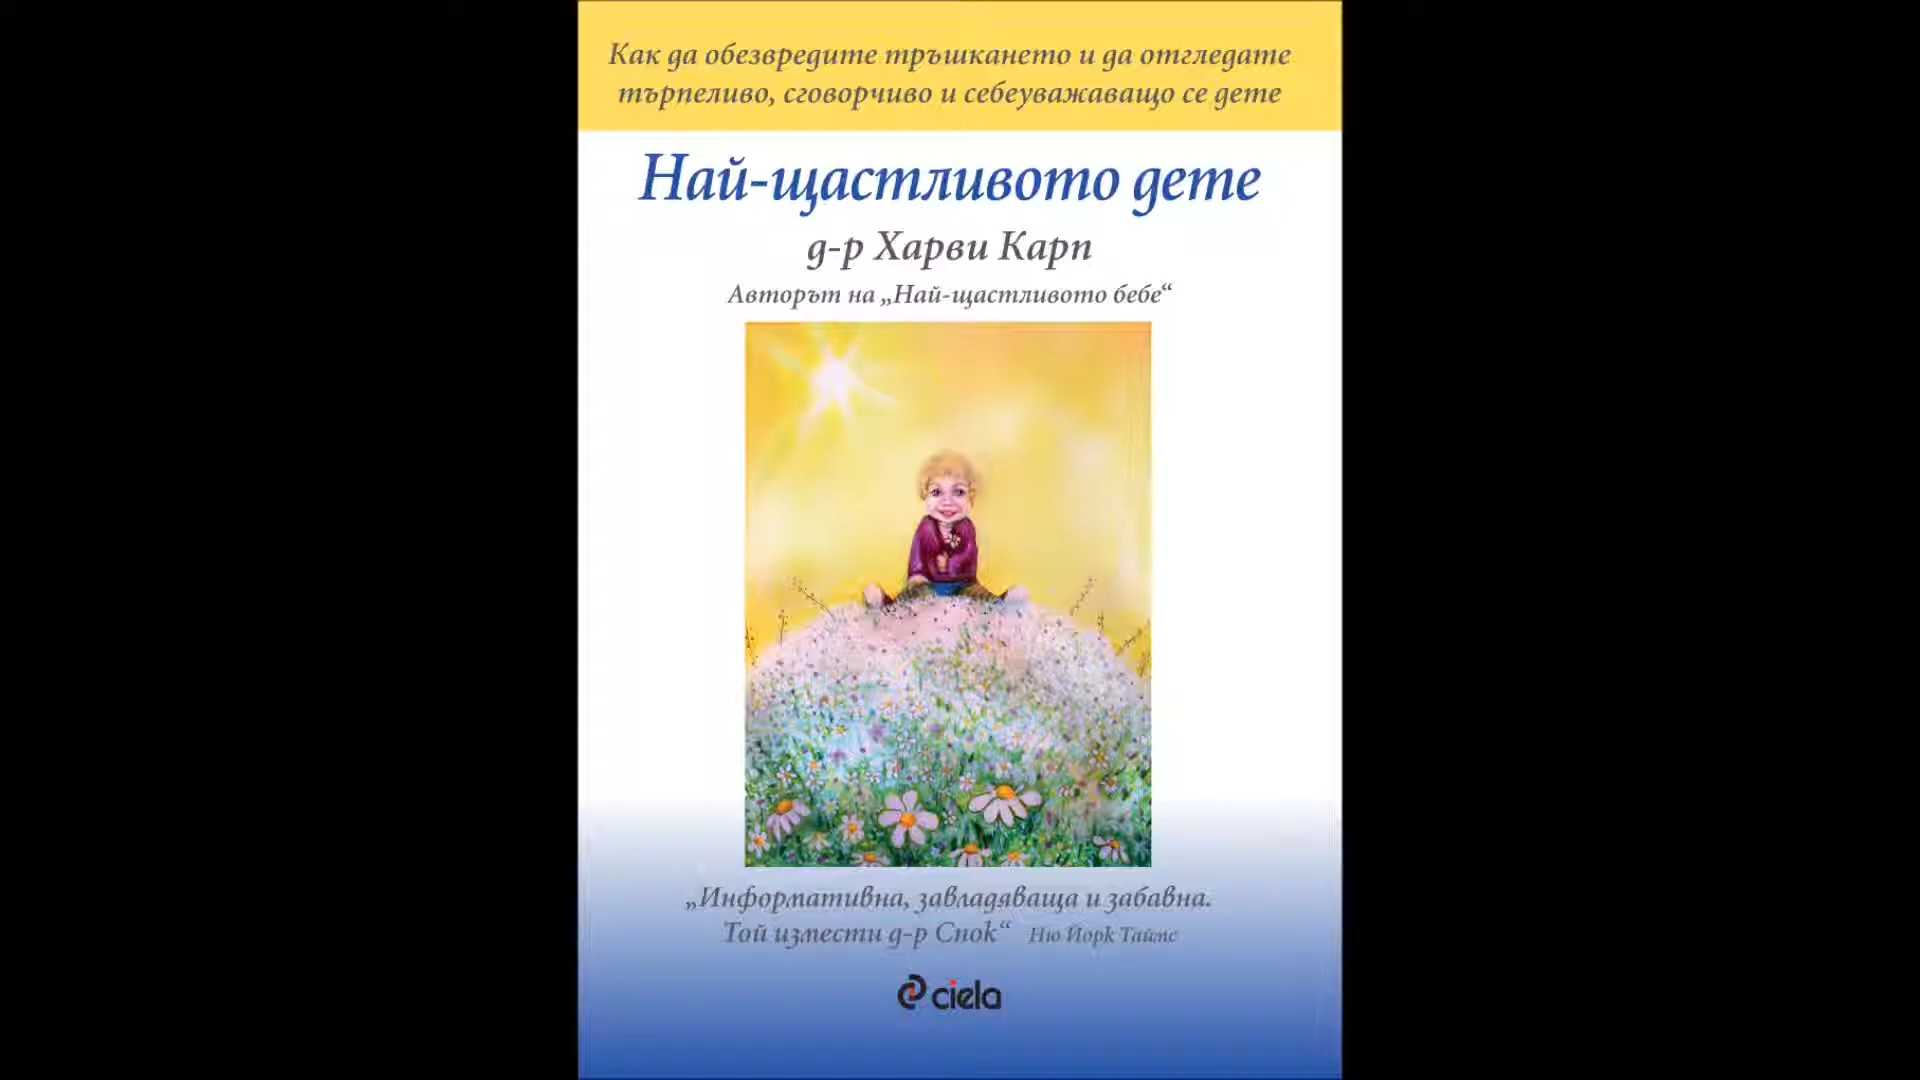 Как да обезвредите тръшкането и да отгледате
търпеливо, сговорчиво и себеуважаващо се дете
Най-щастливото дете
д-р Харви Карп
Авторът на „Най-щастливото бебе“
„Информативна, завладяваща и забавна.
Той измести д-р Спок“ Ню Йорк Таймс
ciela